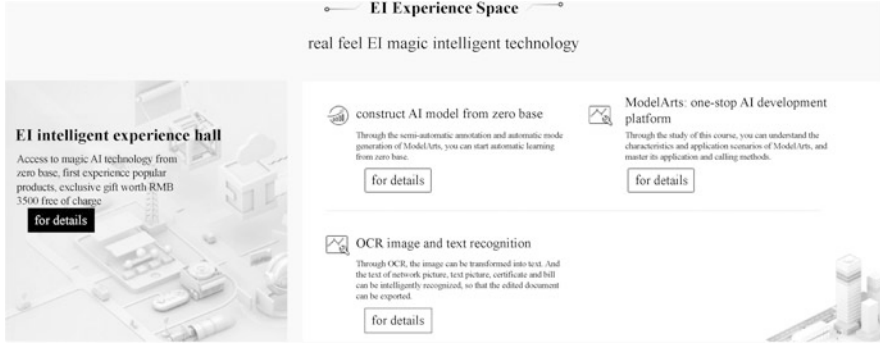 EI Experience Space
real feel EI magic intelligent technology
EI intelligent experience hall
Access to magic AI technology from
zero base, first experience popular
products, exclusive gift worth RMB
3500 free of charge
for details
construct AI model from zero base
Through the semi-automatic annotation and automatic mode
generation of ModelArts, you can start automatic learning
from zero base.
for details
ModelArts: one-stop AI development
platform
Through the study of this course, you can understand the
characteristics and application scenarios of ModelArts, and
master its application and calling methods.
for details
OCR image and text recognition
Through OCR, the image can be transformed into text. And
the text of network picture, text picture, certificate and bill
can be intelligently recognized, so that the edited document
can be exported.
for details